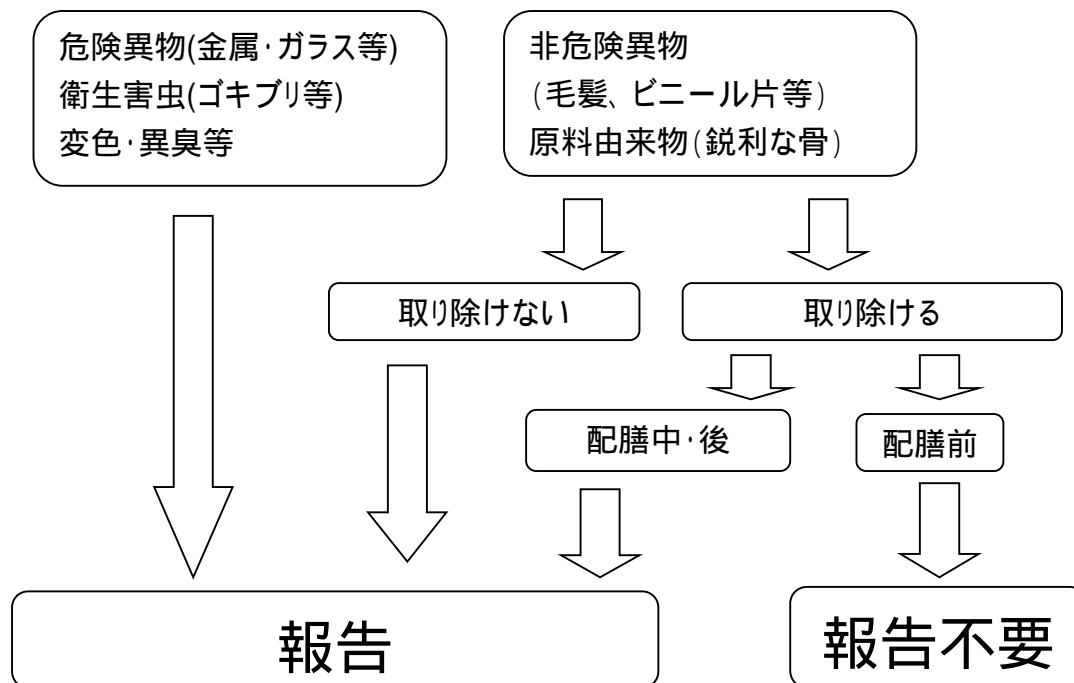 危険異物(金属・ガラス等)
衛生害虫(ゴキブリ等)
変色・異臭等
非危険異物
(毛髪、ビニール片等)
原料由来物(鋭利な骨)
取り除けない
取り除ける
配膳中・後
配膳前
報告
報告不要